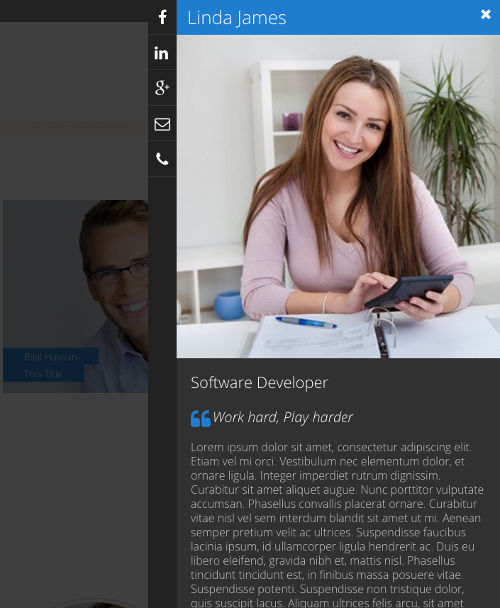 Linda James
Bilal Hassan
This Title
Software Developer
Work hard, Play harder
Lorem ipsum dolor sit amet, consectetur adipiscing elit.
Etiam vel mi orci. Vestibulum nec elementum dolor, et
ornare ligula. Integer imperdiet rutrum dignissim.
Curabitur sit amet aliquet augue. Nunc porttitor vulputate
accumsan. Phasellus convallis placerat ornare. Curabitur
vitae nisl vel sem interdum blandit sit amet ut mi. Aenean
semper pretium velit ac ultrices. Suspendisse faucibus
lacinia ipsum, id ullamcorper ligula hendrerit ac. Duis eu
libero eleifend, gravida nibh et, mattis nisl. Phasellus
tincidunt tincidunt est, in finibus massa posuere vitae.
Suspendisse potenti. Suspendisse non tristique dolor,
quis suscipit lacus. Aliquam ultrices felis arcu, sit amet